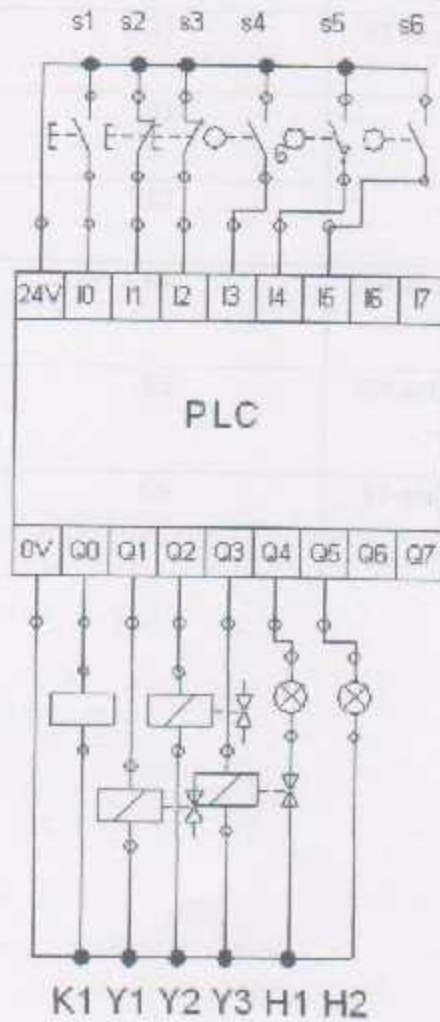 s1 s2 s3 s4 s5 s6
24V I0 I1 I2 I3 I4 I5 I6 I7
PLC
0V Q0 Q1 Q2 Q3 Q4 Q5 Q6 Q7
K1 Y1 Y2 Y3 H1 H2